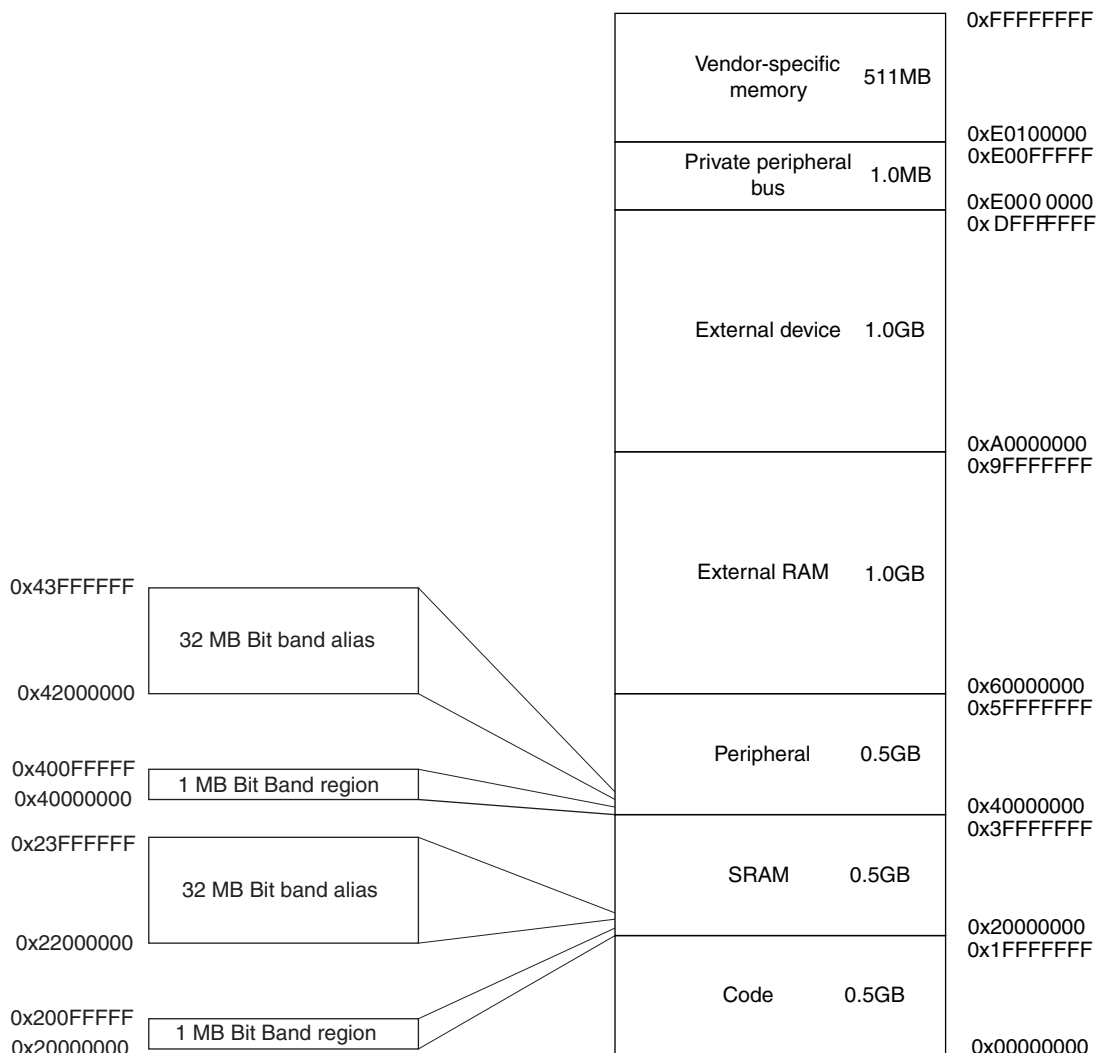 0xFFFFFFFF
Vendor-specific
memory
511MB
0xE0100000
0xE00FFFFF
Private peripheral
bus
1.0MB
0xE000 0000
0x DFFFFFFF
External device
1.0GB
0xA0000000
0x9FFFFFFF
External RAM
1.0GB
0x60000000
0x5FFFFFFF
Peripheral
0.5GB
0x40000000
0x3FFFFFFF
SRAM
0.5GB
0x20000000
0x1FFFFFFF
Code
0.5GB
0x00000000
0x43FFFFFF
32 MB Bit band alias
0x42000000
0x400FFFFF
1 MB Bit Band region
0x40000000
0x23FFFFFF
32 MB Bit band alias
0x22000000
0x200FFFFF
1 MB Bit Band region
0x20000000